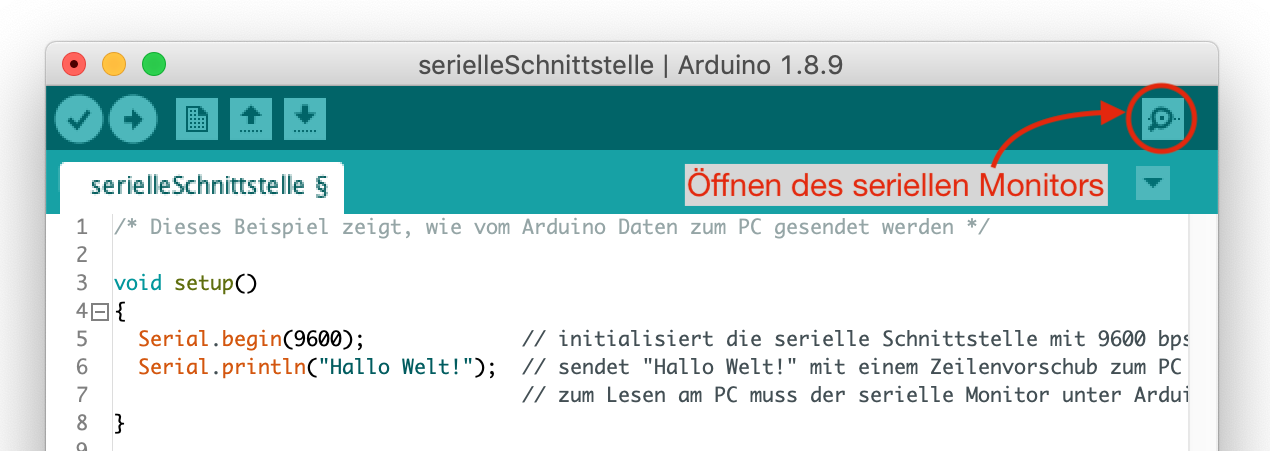 serielleSchnittstelle | Arduino 1.8.9
Öffnen des seriellen Monitors
serielleSchnittstelle §
1 /* Dieses Beispiel zeigt, wie vom Arduino Daten zum PC gesendet werden */
2
3 void setup()
4 {
5 Serial.begin(9600); // initialisiert die serielle Schnittstelle mit 9600 bps
6 Serial.println("Hallo Welt!"); // sendet "Hallo Welt!" mit einem Zeilenvorschub zum PC
7 // zum Lesen am PC muss der serielle Monitor unter Ardui
8 }
9